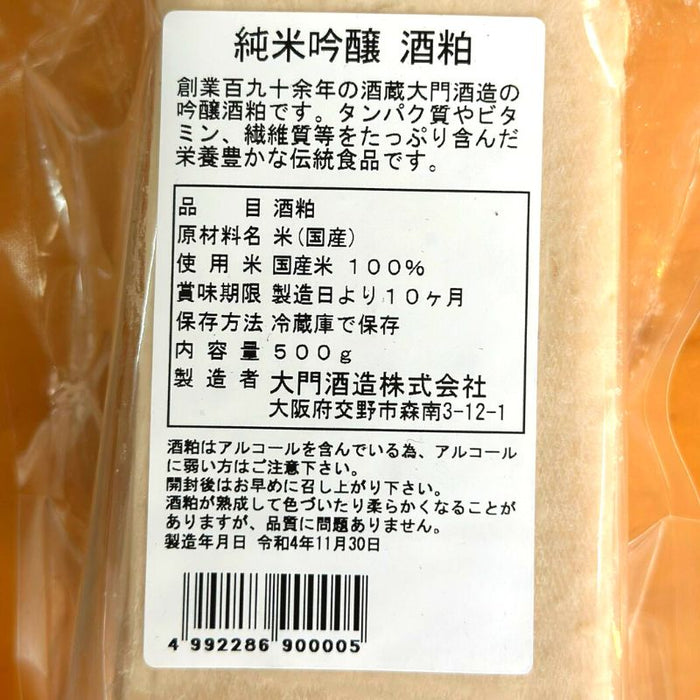 純米吟醸 酒粕
創業百九十余年の酒蔵大門酒造の
吟醸酒粕です。タンパク質やビタ
ミン、繊維質等をたっぷり含んだ
栄養豊かな伝統食品です。
品目 酒粕
原材料名 米(国産)
使用米 国産米 100%
賞味期限 製造日より10ヶ月
保存方法 冷蔵庫で保存
内容量 500g
製造者 大門酒造株式会社
大阪府交野市森南3-12-1
酒粕はアルコールを含んでいる為、アルコール
に弱い方はご注意下さい。
開封後はお早めに召し上がり下さい。
酒粕が熟成して色づいたり柔らかくなることが
ありますが、品質に問題ありません。
製造年月日 令和4年11月30日
4 992286 900005